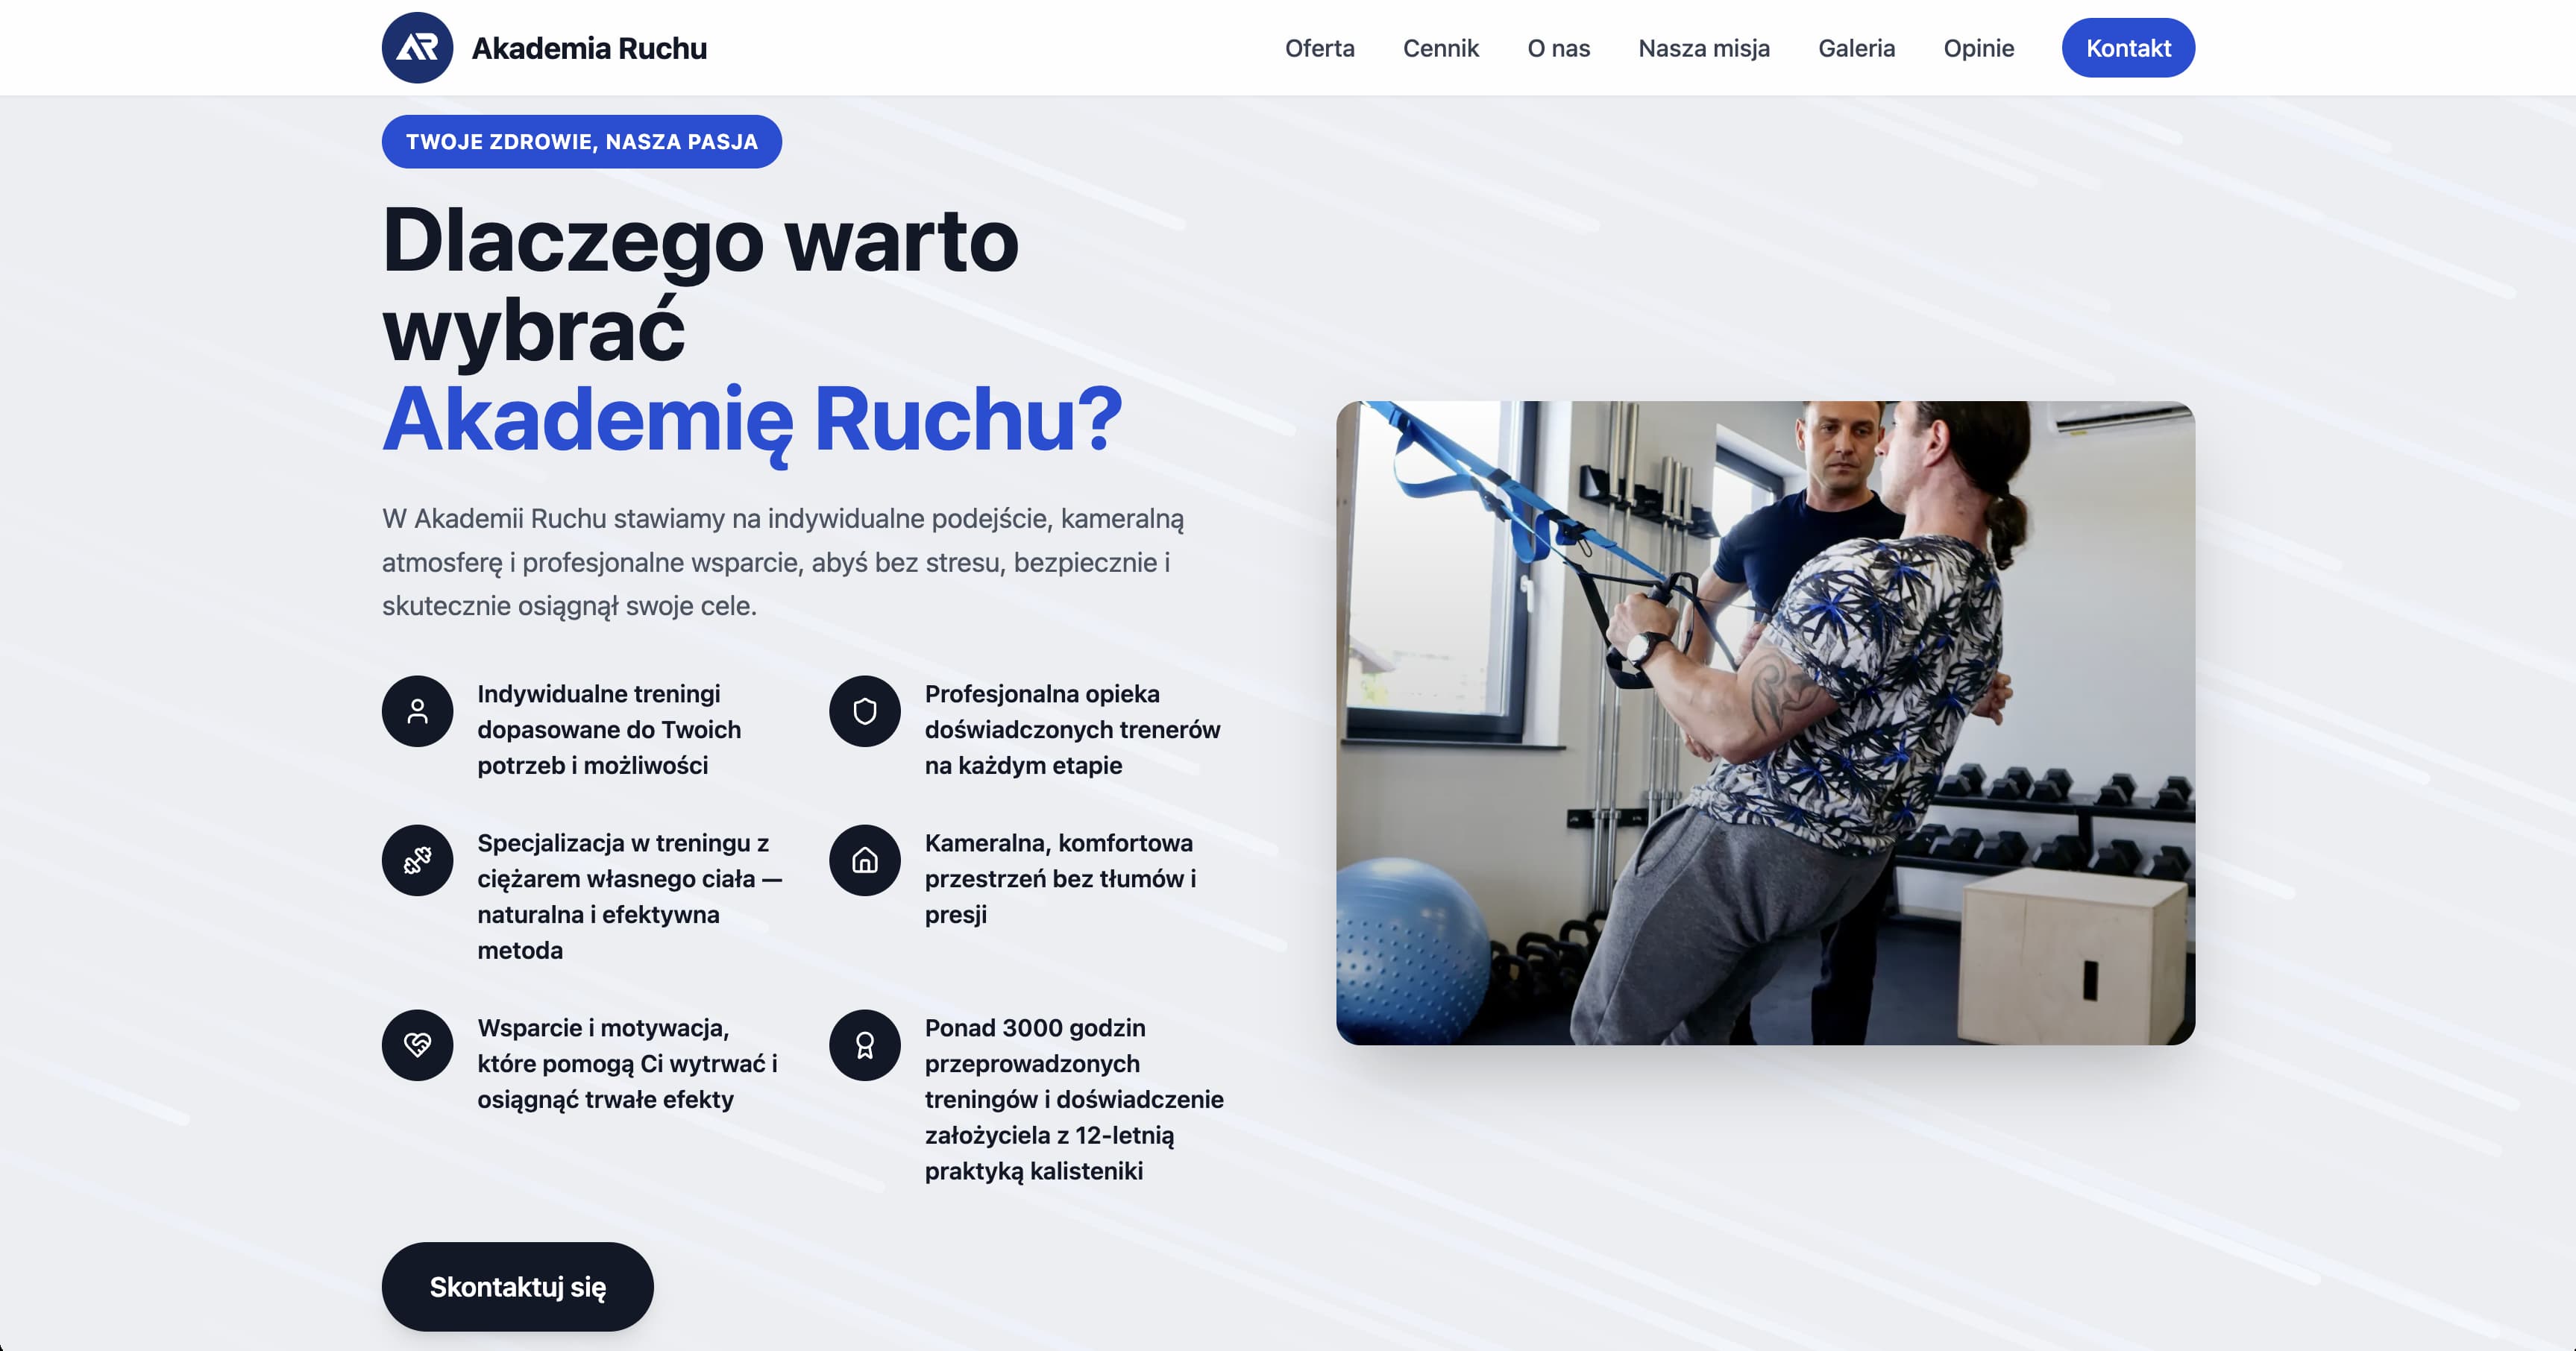 AR
Akademia Ruchu
Oferta
Cennik
O nas
Nasza misja
Galeria
Opinie
Kontakt
TWOJE ZDROWIE, NASZA PASJA
Dlaczego warto
wybrać
Akademię Ruchu?
W Akademii Ruchu stawiamy na indywidualne podejście, kameralną
atmosferę i profesjonalne wsparcie, abyś bez stresu, bezpiecznie i
skutecznie osiągnął swoje cele.
Indywidualne treningi
dopasowane do Twoich
potrzeb i możliwości
Profesjonalna opieka
doświadczonych trenerów
na każdym etapie
Specjalizacja w treningu z
ciężarem własnego ciała —
naturalna i efektywna
metoda
Kameralna, komfortowa
przestrzeń bez tłumów i
presji
Wsparcie i motywacja,
które pomogą Ci wytrwać i
osiągnąć trwałe efekty
Ponad 3000 godzin
przeprowadzonych
treningów i doświadczenie
założyciela z 12-letnią
praktyką kalisteniki
Skontaktuj się